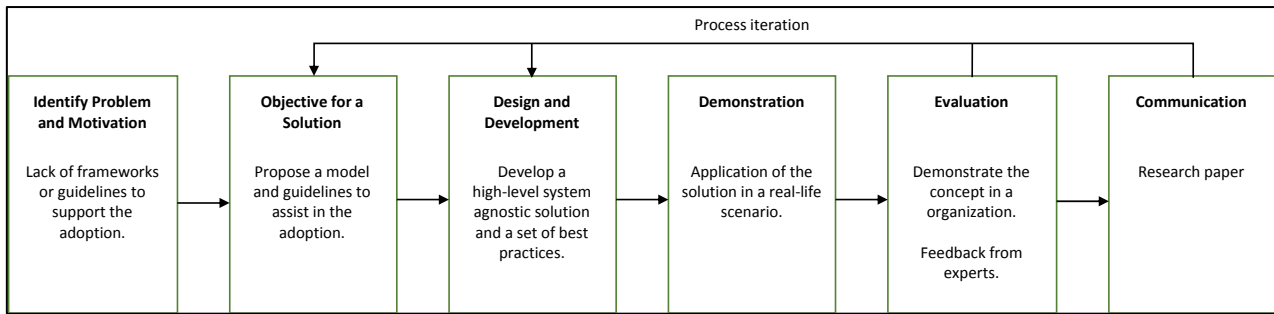 Process iteration
Identify Problem
and Motivation
Lack of frameworks
or guidelines to
support the
adoption.
Objective for a
Solution
Propose a model
and guidelines to
assist in the
adoption.
Design and
Development
Develop a
high-level system
agnostic solution
and a set of best
practices.
Demonstration
Application of the
solution in a real-life
scenario.
Evaluation
Demonstrate the
concept in a
organization.
Feedback from
experts.
Communication
Research paper